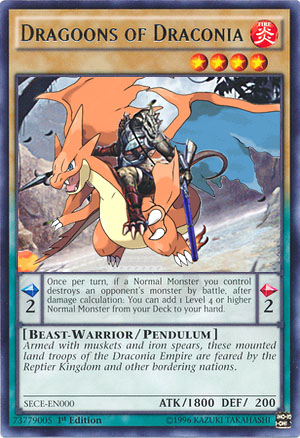 DRAGOONS OF DRACONIA
FIRE
炎
Once per turn, if a Normal Monster you control
destroys an opponent's monster by battle, after
damage calculation: You can add 1 Level 4 or higher
Normal Monster from your Deck to your hand.
2
2
[BEAST-WARRIOR / PENDULUM]
Armed with muskets and iron spears, these mounted
land troops of the Draconia Empire are feared by the
Reptier Kingdom and other bordering nations.
SECE-EN000
ATK/1800 DEF/ 200
73779005 1st Edition
©1996 KAZUKI TAKAHASHI